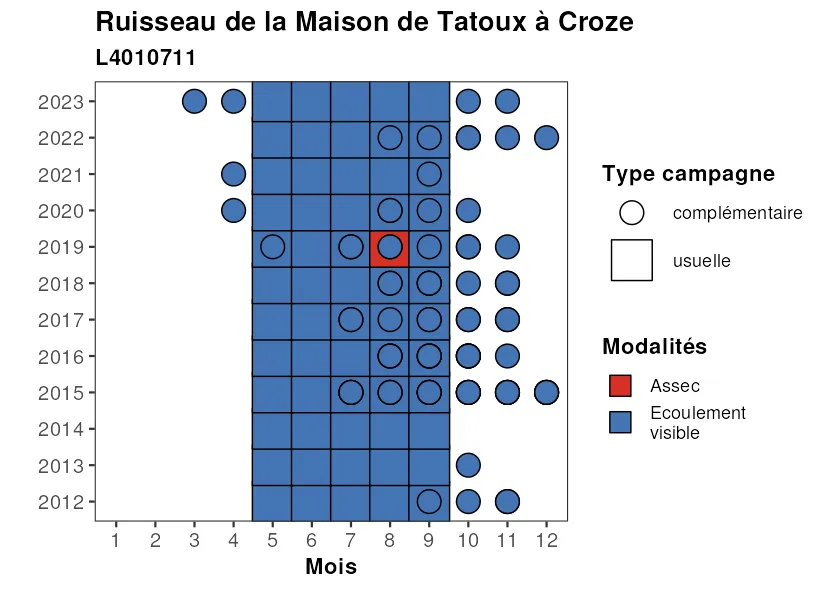 Ruisseau de la Maison de Tatoux à Croze
L4010711
2023
2022
2021
2020
2019
2018
2017
2016
2015
2014
2013
2012
1 2 3 4 5 6 7 8 9 10 11 12
Mois
Type campagne
complémentaire
usuelle
Modalités
Assec
Ecoulement
visible